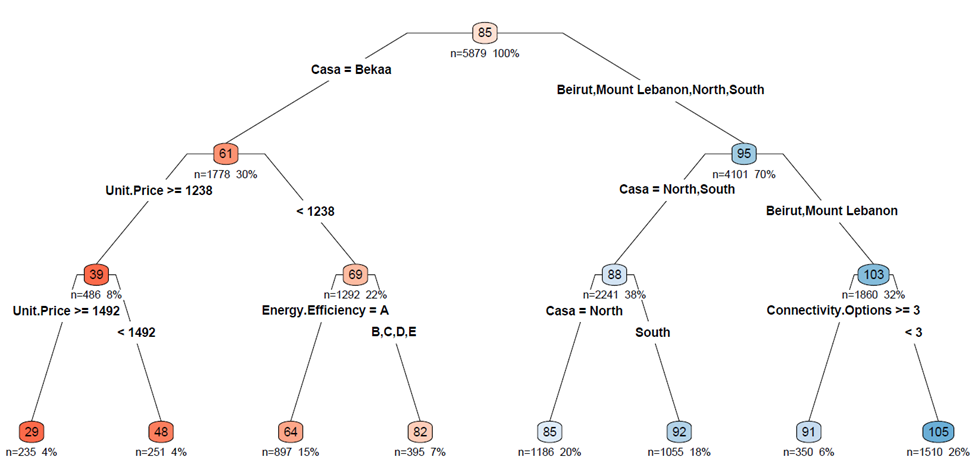 85
n=5879 100%
Casa = Bekaa
Beirut,Mount Lebanon,North,South
61
n=1778 30%
95
n=4101 70%
Unit.Price >= 1238
< 1238
Casa = North,South
Beirut,Mount Lebanon
39
n=486 8%
69
n=1292 22%
88
n=2241 38%
103
n=1860 32%
Unit.Price >= 1492
< 1492
Energy.Efficiency = A
B,C,D,E
Casa = North
South
Connectivity.Options >= 3
< 3
29
n=235 4%
48
n=251 4%
64
n=897 15%
82
n=395 7%
85
n=1186 20%
92
n=1055 18%
91
n=350 6%
105
n=1510 26%